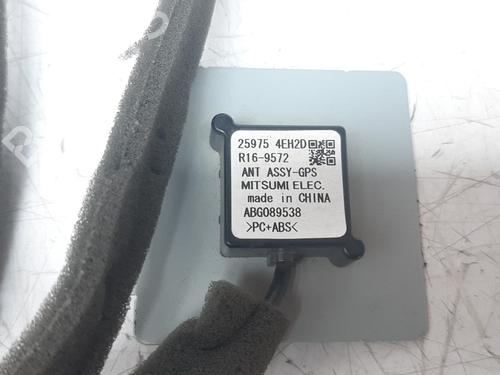 25975 4EH2D
R16-9572
ANT ASSY-GPS
MITSUMI ELEC.
made in CHINA
ABG089538
>PC+ABS<